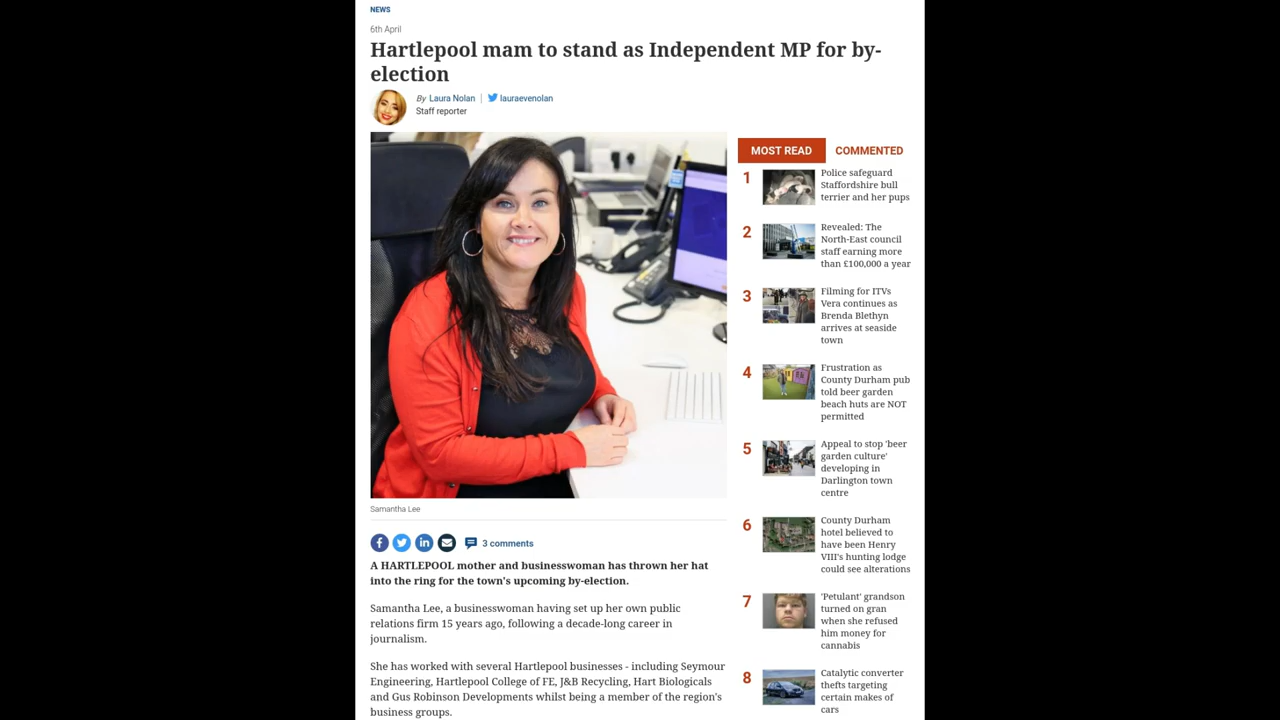 NEWS
6th April
Hartlepool mam to stand as Independent MP for by-
election
By Laura Nolan | lauraevenolan
Staff reporter
Samantha Lee
3 comments
A HARTLEPOOL mother and businesswoman has thrown her hat
into the ring for the town's upcoming by-election.
Samantha Lee, a businesswoman having set up her own public
relations firm 15 years ago, following a decade-long career in
journalism.
She has worked with several Hartlepool businesses - including Seymour
Engineering, Hartlepool College of FE, J&B Recycling, Hart Biologicals
and Gus Robinson Developments whilst being a member of the region's
business groups.
MOST READ
COMMENTED
1
Police safeguard
Staffordshire bull
terrier and her pups
2
Revealed: The
North-East council
staff earning more
than £100,000 a year
3
Filming for ITVs
Vera continues as
Brenda Blethyn
arrives at seaside
town
4
Frustration as
County Durham pub
told beer garden
beach huts are NOT
permitted
5
Appeal to stop 'beer
garden culture'
developing in
Darlington town
centre
6
County Durham
hotel believed to
have been Henry
VIII's hunting lodge
could see alterations
7
'Petulant' grandson
turned on gran
when she refused
him money for
cannabis
8
Catalytic converter
thefts targeting
certain makes of
cars